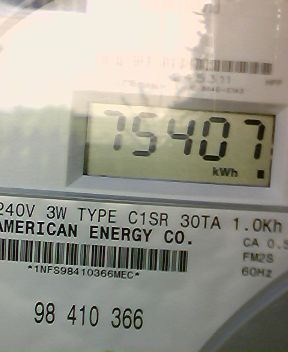 75407
kWh
240V 3W TYPE C1SR 30TA 1.0Kh
AMERICAN ENERGY CO.
CA 0.5
FM2S
60Hz
*1NFS98410366MEC*
98 410 366